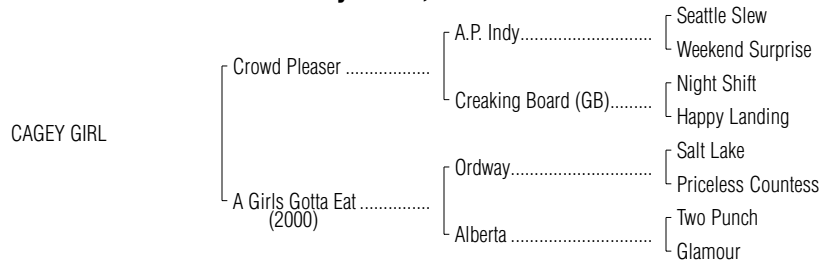 Seattle Slew
A.P. Indy
Weekend Surprise
Crowd Pleaser
Night Shift
Creaking Board (GB)
Happy Landing
CAGEY GIRL
Salt Lake
Ordway
Priceless Countess
A Girls Gotta Eat
(2000)
Two Punch
Alberta
Glamour